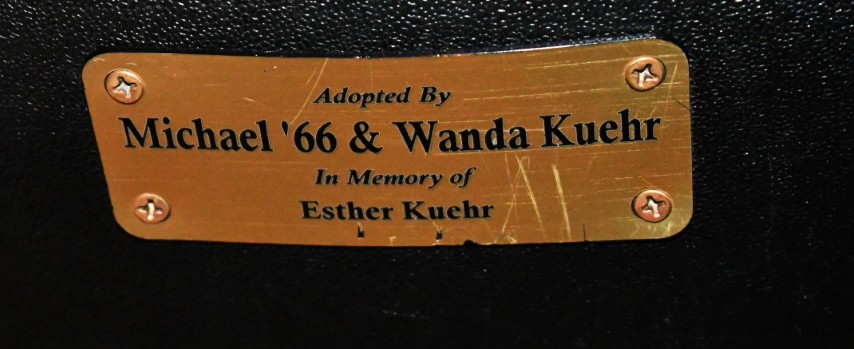 Adopted By
Michael '66 & Wanda Kuehr
In Memory of
Esther Kuehr